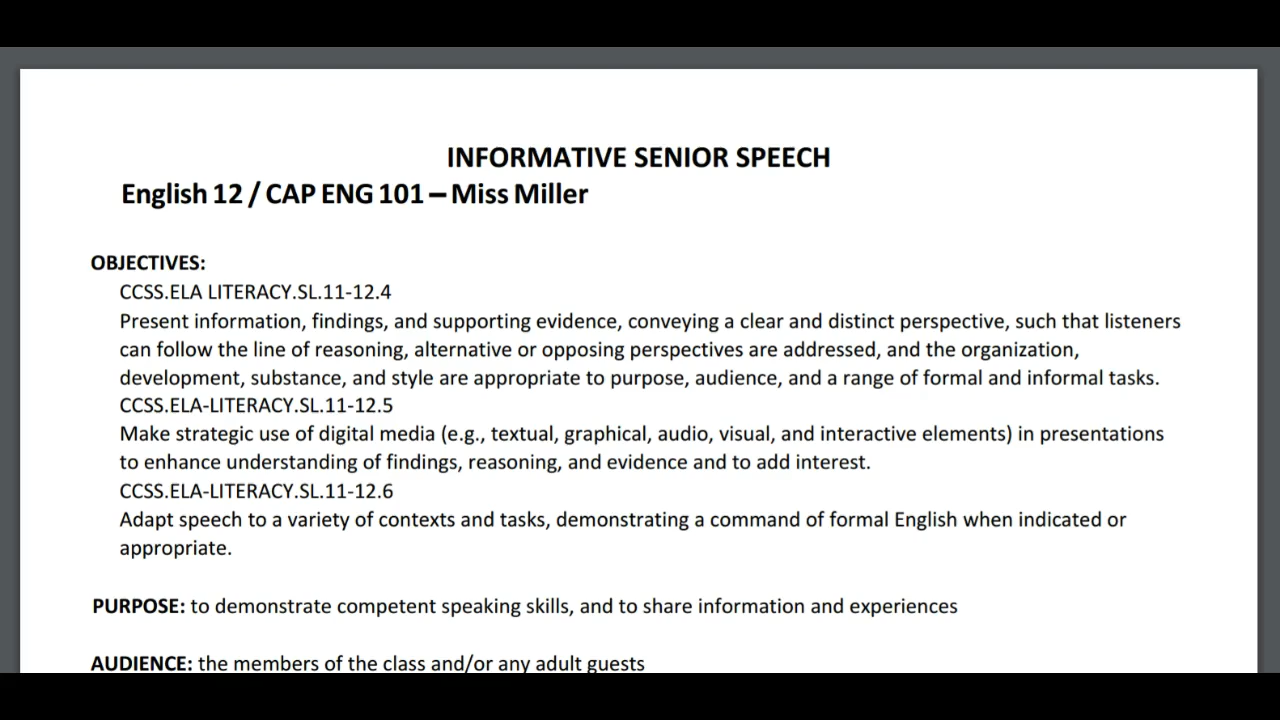 INFORMATIVE SENIOR SPEECH
English 12 / CAP ENG 101 – Miss Miller
OBJECTIVES:
CCSS.ELA LITERACY.SL.11-12.4
Present information, findings, and supporting evidence, conveying a clear and distinct perspective, such that listeners
can follow the line of reasoning, alternative or opposing perspectives are addressed, and the organization,
development, substance, and style are appropriate to purpose, audience, and a range of formal and informal tasks.
CCSS.ELA-LITERACY.SL.11-12.5
Make strategic use of digital media (e.g., textual, graphical, audio, visual, and interactive elements) in presentations
to enhance understanding of findings, reasoning, and evidence and to add interest.
CCSS.ELA-LITERACY.SL.11-12.6
Adapt speech to a variety of contexts and tasks, demonstrating a command of formal English when indicated or
appropriate.
PURPOSE: to demonstrate competent speaking skills, and to share information and experiences
AUDIENCE: the members of the class and/or any adult guests